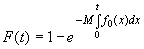 F(t) = 1 − e^{−M∫_0^t f_0(x)dx}